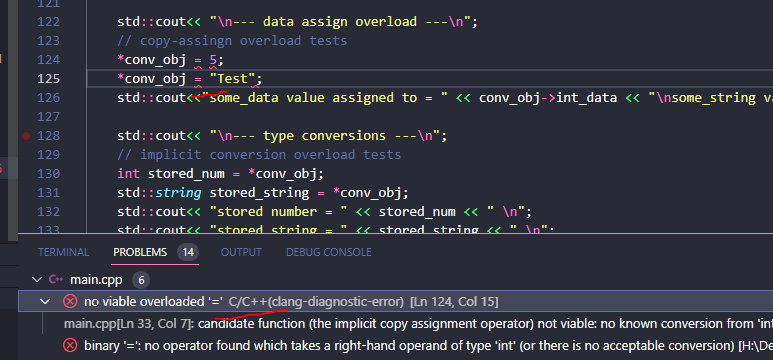 121
122 std::cout<< "\n--- data assign overload ---\n";
123 // copy-assingn overload tests
124 *conv_obj = 5;
125 *conv_obj = "Test";
126 std::cout<<"some_data value assigned to = " << conv_obj->int_data << "\nsome_string va
127
128 std::cout<< "\n--- type conversions ---\n";
129 // implicit conversion overload tests
130 int stored_num = *conv_obj;
131 std::string stored_string = *conv_obj;
132 std::cout<< "stored number = " << stored_num << " \n";
133 std::cout<< "stored string = " << stored_string << " \n";
TERMINAL PROBLEMS 14 OUTPUT DEBUG CONSOLE
C++ main.cpp 6
no viable overloaded '=' C/C++(clang-diagnostic-error) [Ln 124, Col 15]
main.cpp[Ln 33, Col 7]: candidate function (the implicit copy assignment operator) not viable: no known conversion from 'int
binary '=': no operator found which takes a right-hand operand of type 'int' (or there is no acceptable conversion) [H:\De